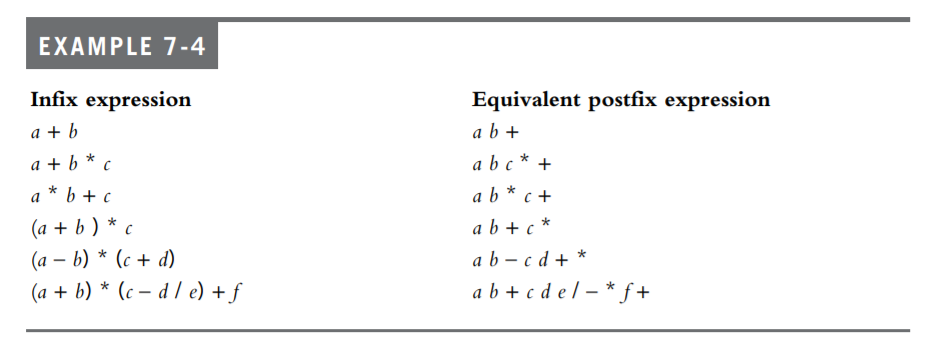 EXAMPLE 7-4
Infix expression Equivalent postfix expression
a + b a b +
a + b * c a b c * +
a * b + c a b * c +
(a + b ) * c a b + c *
(a – b) * (c + d) a b – c d + *
(a + b) * (c – d / e) + f a b + c d e / – * f +